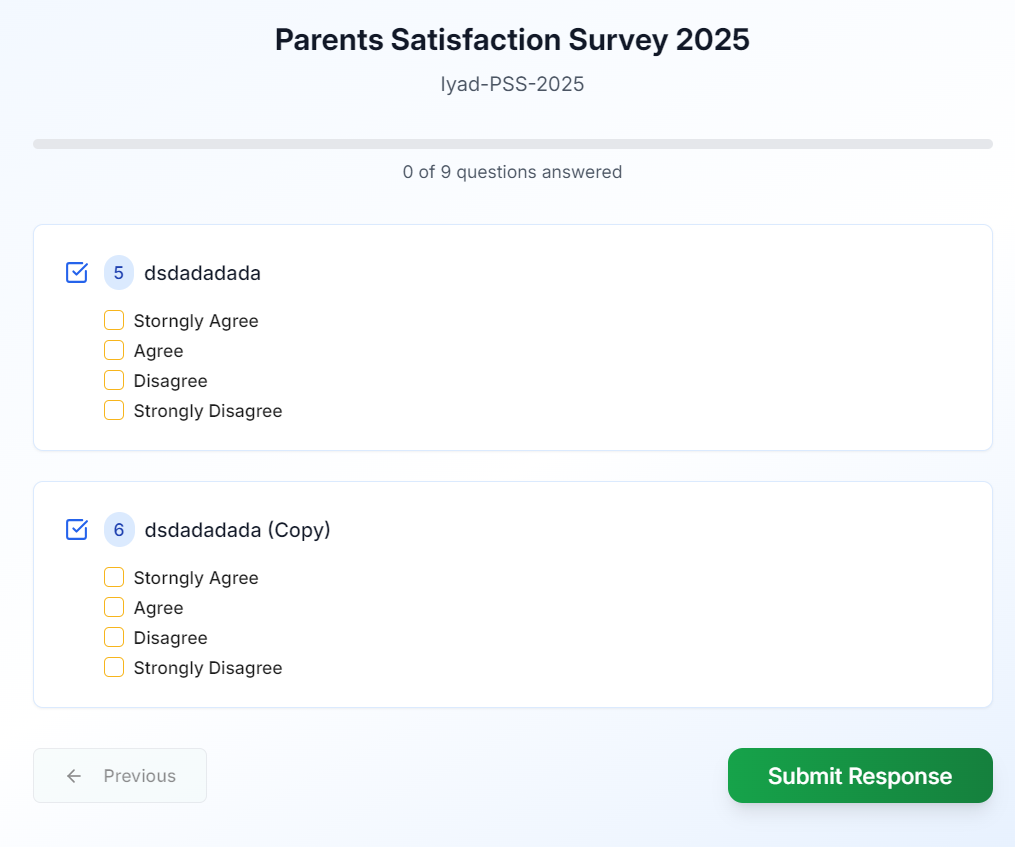 Parents Satisfaction Survey 2025
Iyad-PSS-2025
0 of 9 questions answered
5 dsdadadada
Storngly Agree
Agree
Disagree
Strongly Disagree
6 dsdadadada (Copy)
Storngly Agree
Agree
Disagree
Strongly Disagree
Previous
Submit Response